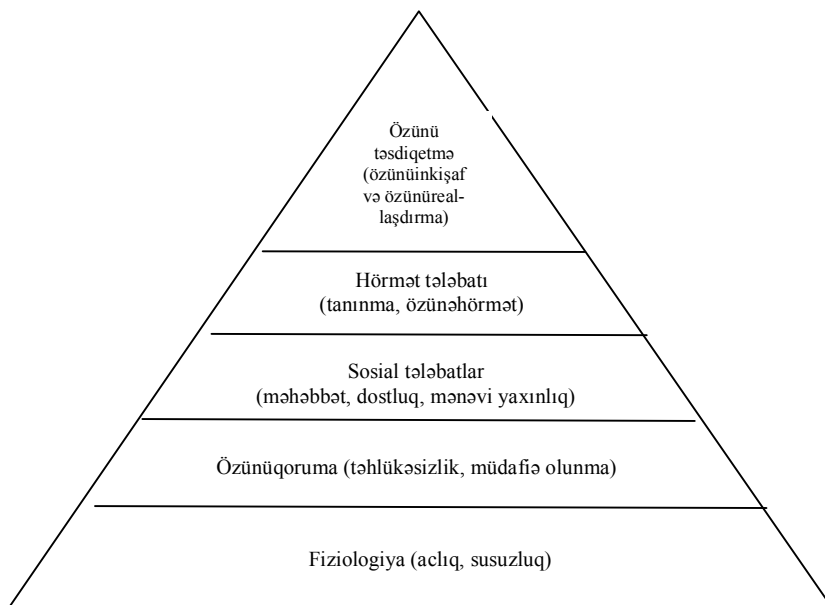 Özünü
təsdiqetmə
(özünüinkişaf
və özünüreal-
laşdırma)
Hörmət tələbatı
(tanınma, özünəhörmət)
Sosial tələbatlar
(məhəbbət, dostluq, mənəvi yaxınlıq)
Özünüqoruma (təhlükəsizlik, müdafiə olunma)
Fiziologiya (aclıq, susuzluq)